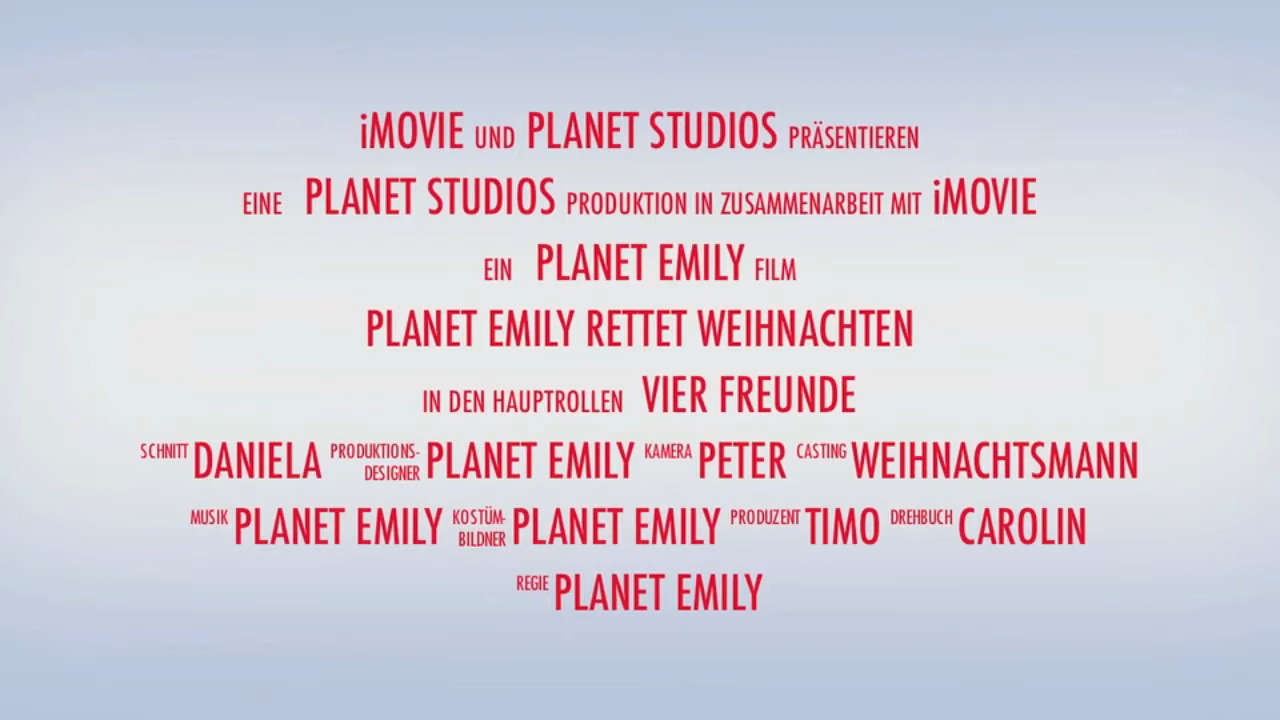 iMOVIE UND PLANET STUDIOS PRÄSENTIEREN
EINE PLANET STUDIOS PRODUKTION IN ZUSAMMENARBEIT MIT iMOVIE
EIN PLANET EMILY FILM
PLANET EMILY RETTET WEIHNACHTEN
IN DEN HAUPTROLLEN VIER FREUNDE
SCHNITT DANIELA PRODUKTIONS-DESIGNER PLANET EMILY KAMERA PETER CASTING WEIHNACHTSMANN
MUSIK PLANET EMILY KOSTÜM-BILDNER PLANET EMILY PRODUZENT TIMO DREHBUCH CAROLIN
REGIE PLANET EMILY